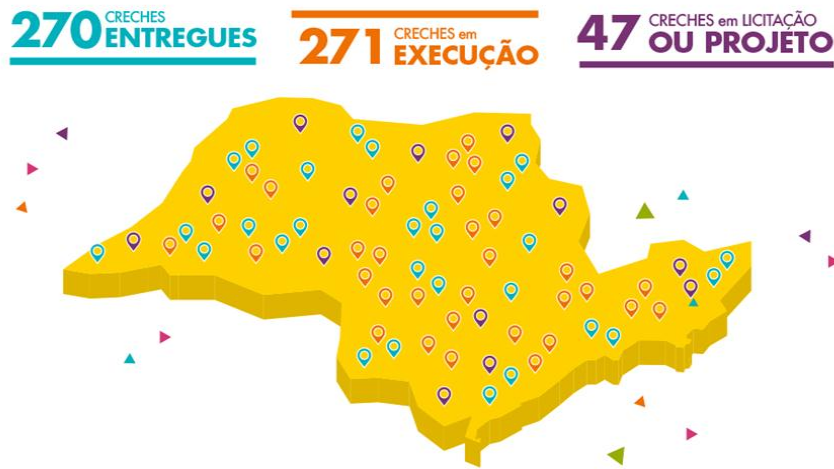 270 CRECHES
ENTREGUES
271 CRECHES em
EXECUÇÃO
47 CRECHES em LICITAÇÃO
OU PROJETO